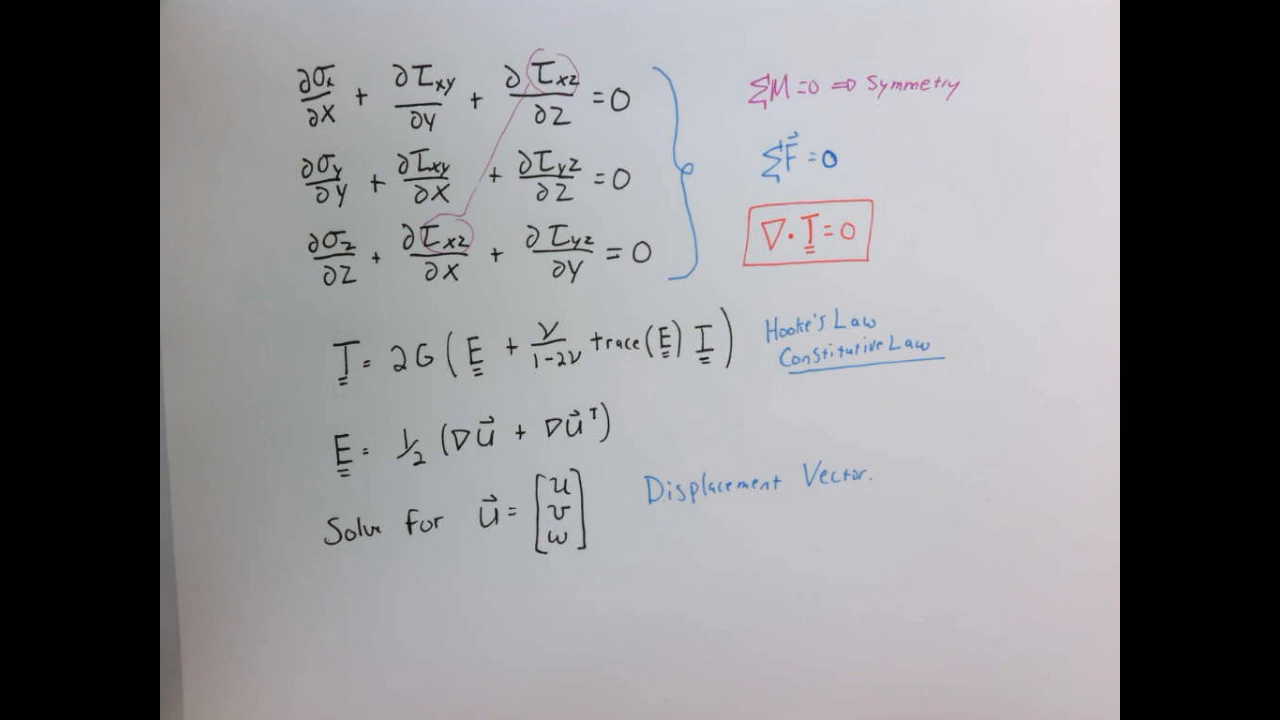 ∂σx/∂x + ∂τxy/∂y + ∂τxz/∂z = 0
∂σy/∂y + ∂τxy/∂x + ∂τyz/∂z = 0
∂σz/∂z + ∂τxz/∂x + ∂τyz/∂y = 0
ΣM = 0 ⇒ Symmetry
ΣF⃗ = 0
∇·T = 0
T = 2G (E + ν/(1-2ν) trace(E) I)
Hooke's Law
Constitutive Law
E = 1/2 (∇u⃗ + ∇u⃗ᵀ)
Solve for u⃗ = [u v w]
Displacement Vector.